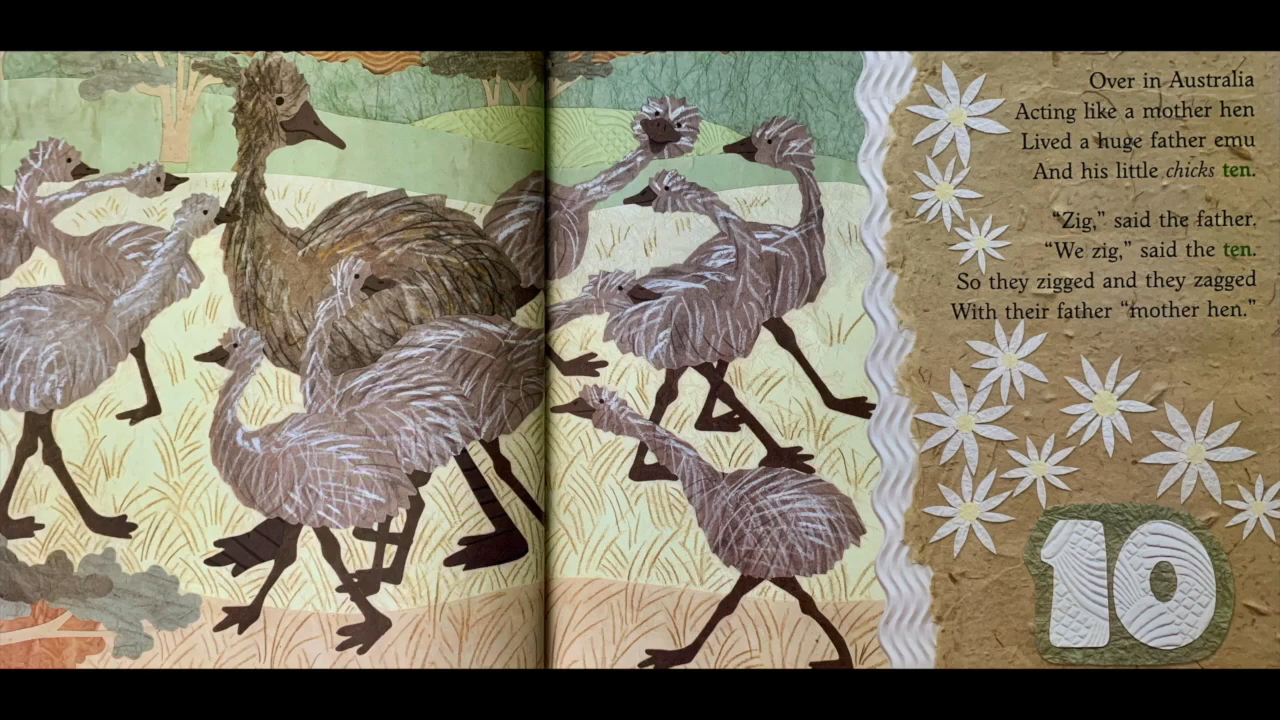 Over in Australia
Acting like a mother hen
Lived a huge father emu
And his little chicks ten.
“Zig,” said the father.
“We zig,” said the ten.
So they zigged and they zagged
With their father “mother hen.”
10